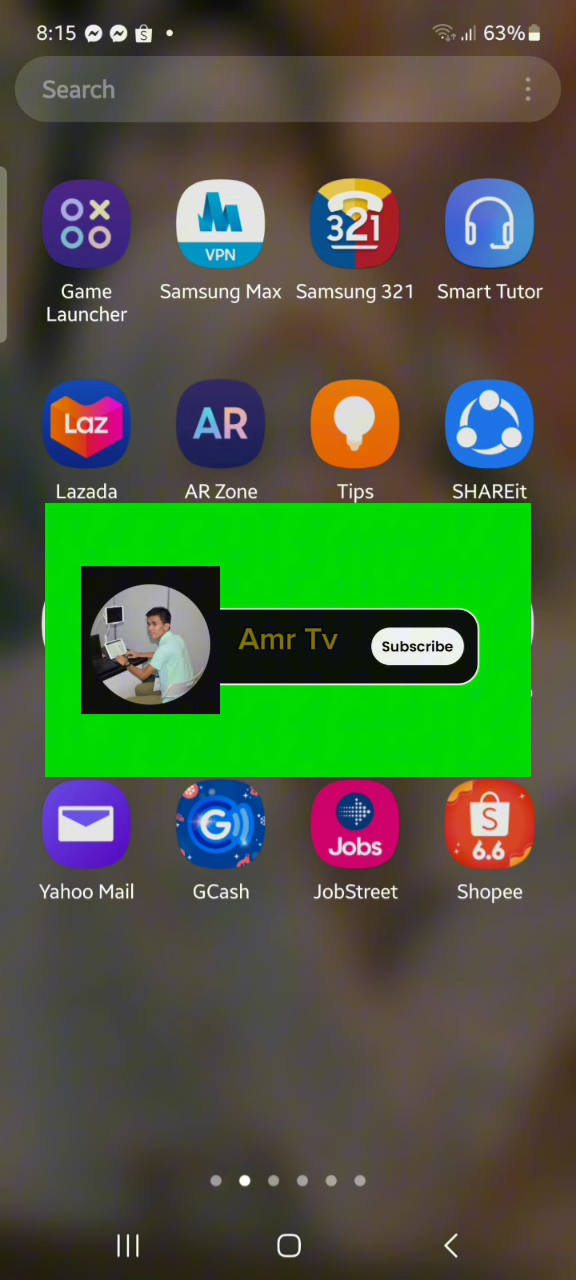 8:15
63%
Search
VPN
321
Game Launcher
Samsung Max
Samsung 321
Smart Tutor
Laz
AR
Lazada
AR Zone
Tips
SHAREit
Amr Tv
Subscribe
G
Jobs
S
6.6
Yahoo Mail
GCash
JobStreet
Shopee